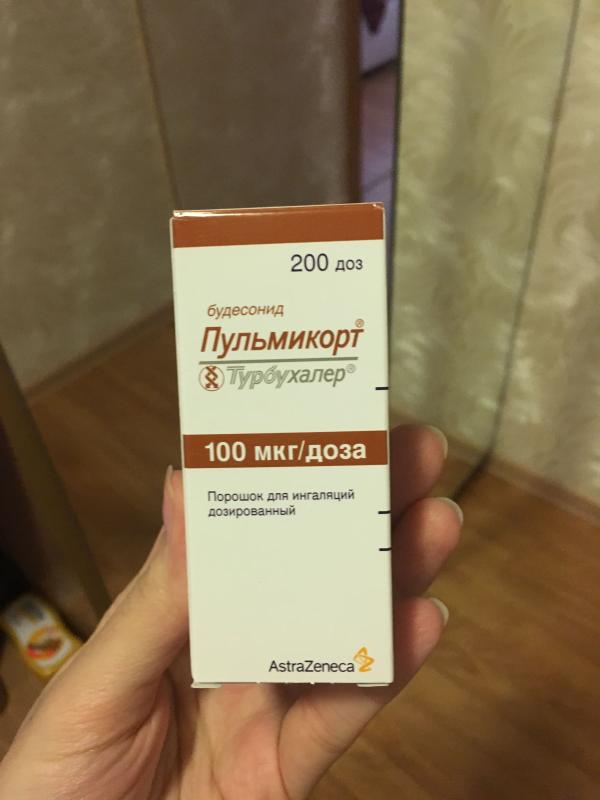 200 доз
будесонид
Пульмикорт®
Турбухалер®
100 мкг/доза
Порошок для ингаляций
дозированный
AstraZeneca